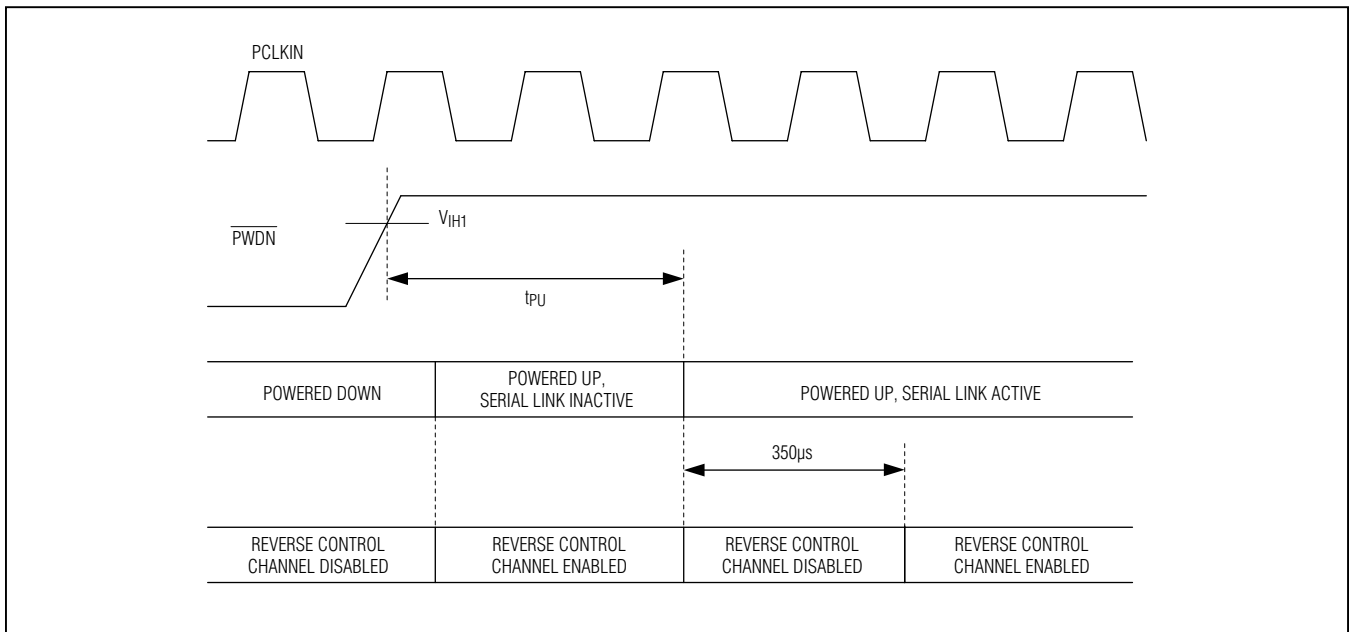 PCLKIN
VIH1
PWDN
tPU
POWERED DOWN
POWERED UP,
SERIAL LINK INACTIVE
POWERED UP, SERIAL LINK ACTIVE
350µs
REVERSE CONTROL
CHANNEL DISABLED
REVERSE CONTROL
CHANNEL ENABLED
REVERSE CONTROL
CHANNEL DISABLED
REVERSE CONTROL
CHANNEL ENABLED